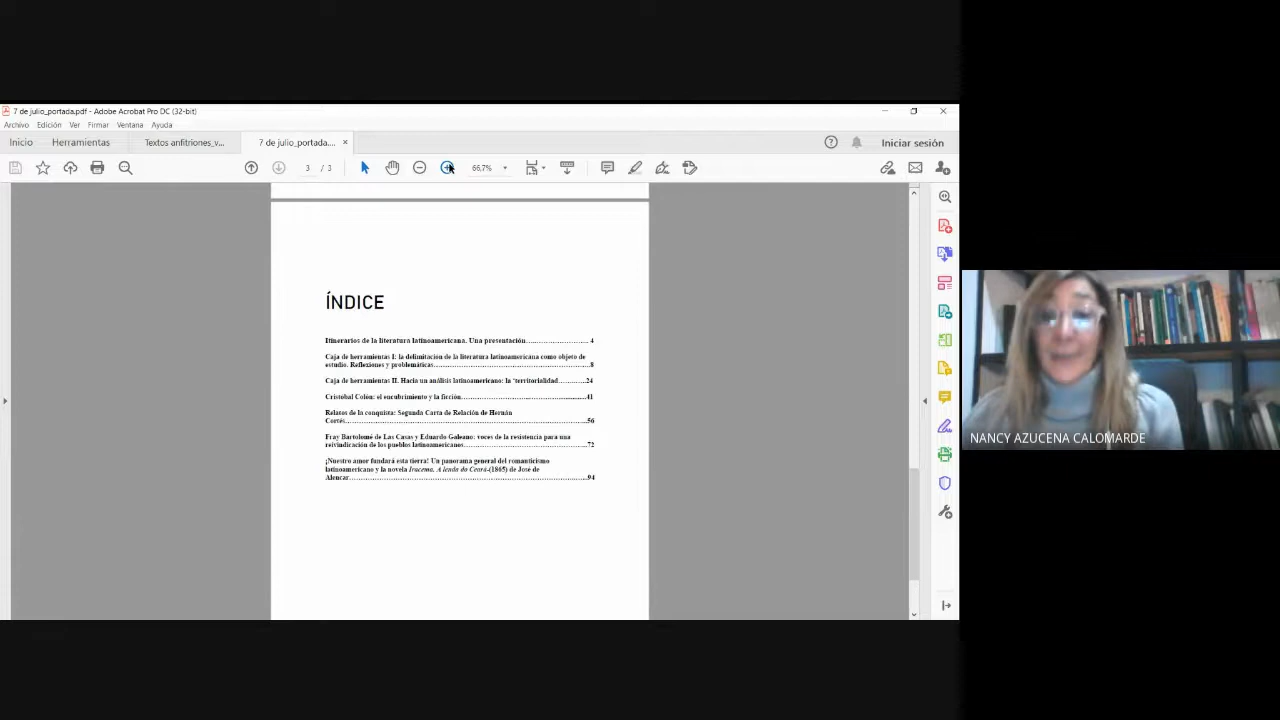 7 de julio_portada.pdf - Adobe Acrobat Pro DC (32-bit)
Archivo Edición Ver Firmar Ventana Ayuda
Inicio Herramientas Textos anfitriones_v... 7 de julio_portada.... × Iniciar sesión
3 / 3 66,7%
ÍNDICE
Itinerarios de la literatura latinoamericana. Una presentación........................ 4
Caja de herramientas I: la delimitación de la literatura latinoamericana como objeto de
estudio. Reflexiones y problemáticas............................................................8
Caja de herramientas II. Hacia un análisis latinoamericano: la ‘territorialidad..........24
Cristobal Colón: el encubrimiento y la ficción.................................................41
Relatos de la conquista: Segunda Carta de Relación de Hernán
Cortés.................................................................................................56
Fray Bartolomé de Las Casas y Eduardo Galeano: voces de la resistencia para una
reivindicación de los pueblos latinoamericanos................................................72
¡Nuestro amor fundará esta tierra! Un panorama general del romanticismo
latinoamericano y la novela Iracema. A lenda do Ceará-(1865) de José de
Alencar................................................................................................94
NANCY AZUCENA CALOMARDE